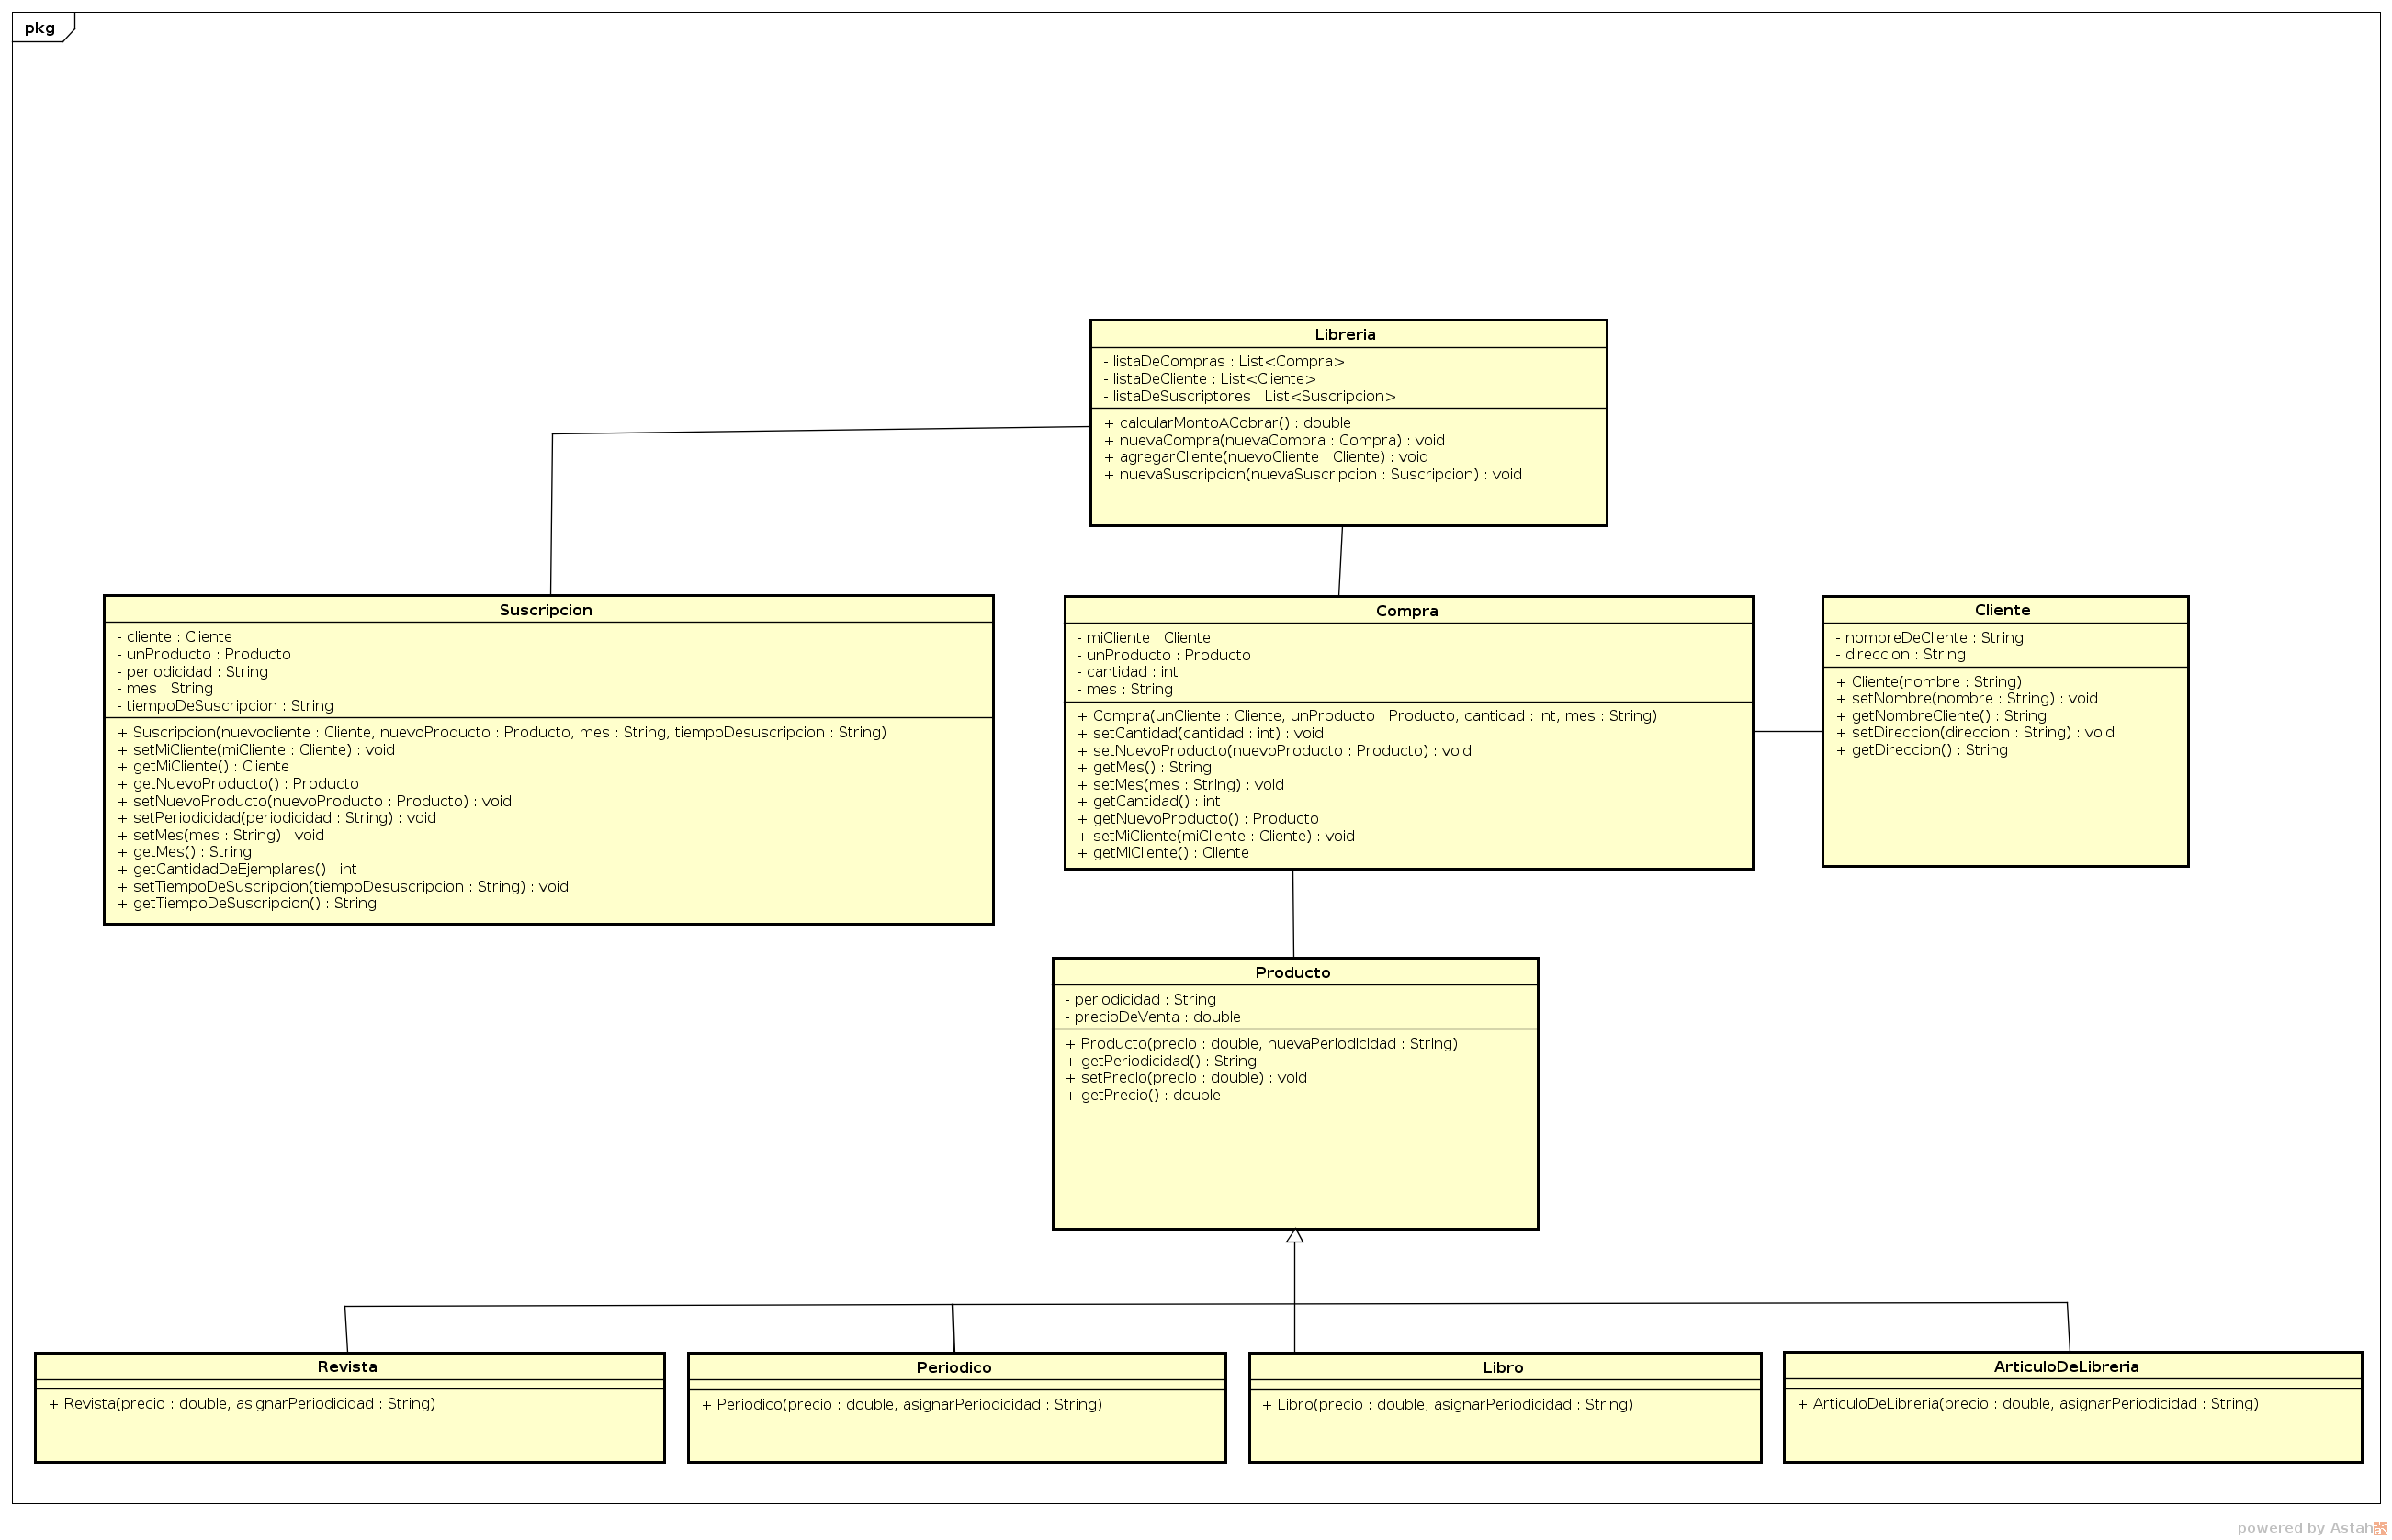 pkg
Libreria
- listaDeCompras : List<Compra>
- listaDeCliente : List<Cliente>
- listaDeSuscriptores : List<Suscripcion>
+ calcularMontoACobrar() : double
+ nuevaCompra(nuevaCompra : Compra) : void
+ agregarCliente(nuevoCliente : Cliente) : void
+ nuevaSuscripcion(nuevaSuscripcion : Suscripcion) : void
Suscripcion
- cliente : Cliente
- unProducto : Producto
- periodicidad : String
- mes : String
- tiempoDeSuscripcion : String
+ Suscripcion(nuevocliente : Cliente, nuevoProducto : Producto, mes : String, tiempoDesuscripcion : String)
+ setMiCliente(miCliente : Cliente) : void
+ getMiCliente() : Cliente
+ getNuevoProducto() : Producto
+ setNuevoProducto(nuevoProducto : Producto) : void
+ setPeriodicidad(periodicidad : String) : void
+ setMes(mes : String) : void
+ getMes() : String
+ getCantidadDeEjemplares() : int
+ setTiempoDeSuscripcion(tiempoDesuscripcion : String) : void
+ getTiempoDeSuscripcion() : String
Compra
- miCliente : Cliente
- unProducto : Producto
- cantidad : int
- mes : String
+ Compra(unCliente : Cliente, unProducto : Producto, cantidad : int, mes : String)
+ setCantidad(cantidad : int) : void
+ setNuevoProducto(nuevoProducto : Producto) : void
+ getMes() : String
+ setMes(mes : String) : void
+ getCantidad() : int
+ getNuevoProducto() : Producto
+ setMiCliente(miCliente : Cliente) : void
+ getMiCliente() : Cliente
Cliente
- nombreDeCliente : String
- direccion : String
+ Cliente(nombre : String)
+ setNombre(nombre : String) : void
+ getNombreCliente() : String
+ setDireccion(direccion : String) : void
+ getDireccion() : String
Producto
- periodicidad : String
- precioDeVenta : double
+ Producto(precio : double, nuevaPeriodicidad : String)
+ getPeriodicidad() : String
+ setPrecio(precio : double) : void
+ getPrecio() : double
Revista
+ Revista(precio : double, asignarPeriodicidad : String)
Periodico
+ Periodico(precio : double, asignarPeriodicidad : String)
Libro
+ Libro(precio : double, asignarPeriodicidad : String)
ArticuloDeLibreria
+ ArticuloDeLibreria(precio : double, asignarPeriodicidad : String)
powered by Astah